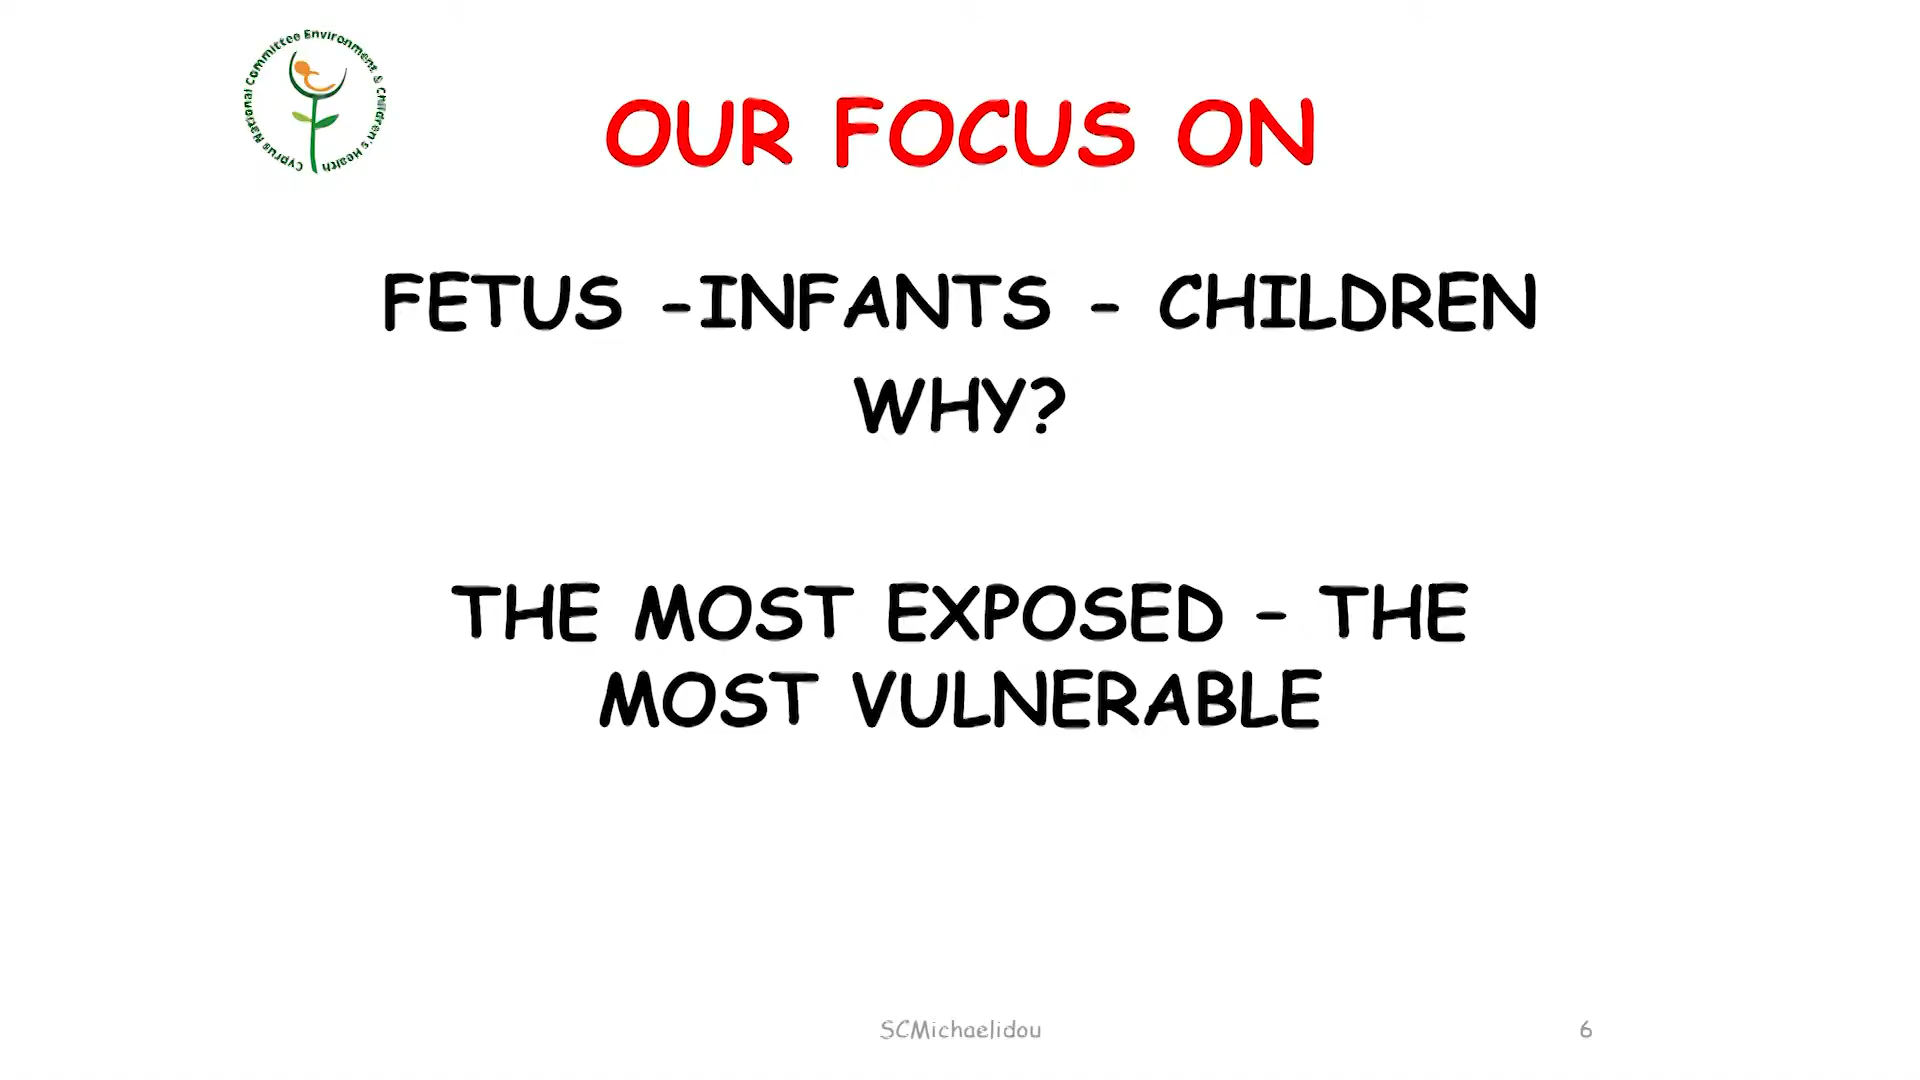 Cyprus National Committee Environment & Children's Health
OUR FOCUS ON
FETUS -INFANTS - CHILDREN
WHY?
THE MOST EXPOSED – THE
MOST VULNERABLE
SCMichaelidou
6